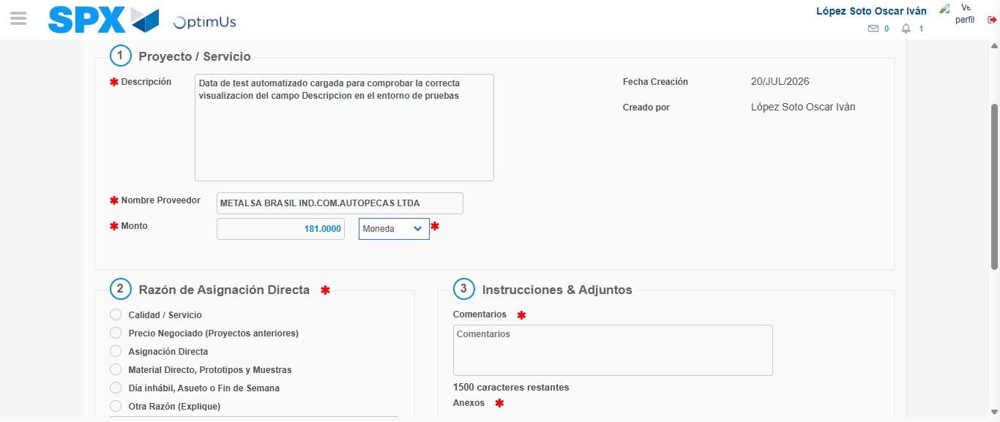 SPX OptimUs
López Soto Oscar Iván
0 1
Ve
perfil
1 Proyecto / Servicio
Descripción
Data de test automatizado cargada para comprobar la correcta
visualizacion del campo Descripcion en el entorno de pruebas
Fecha Creación 20/JUL/2026
Creado por López Soto Oscar Iván
Nombre Proveedor METALSA BRASIL IND.COM.AUTOPECAS LTDA
Monto 181.0000 Moneda
2 Razón de Asignación Directa
Calidad / Servicio
Precio Negociado (Proyectos anteriores)
Asignación Directa
Material Directo, Prototipos y Muestras
Día inhábil, Asueto o Fin de Semana
Otra Razón (Explique)
3 Instrucciones & Adjuntos
Comentarios
Comentarios
1500 caracteres restantes
Anexos